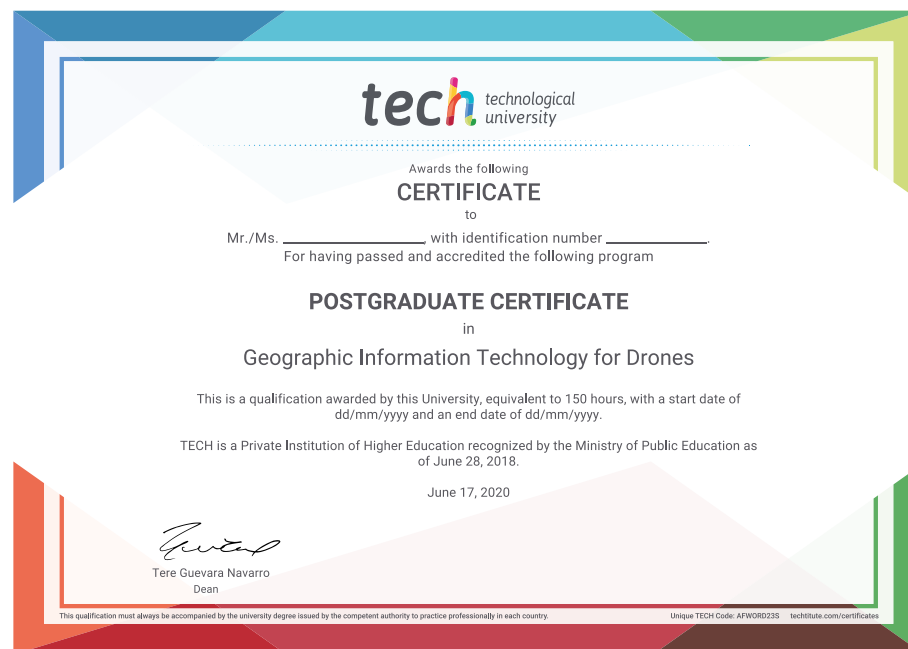 tech technological
university
Awards the following
CERTIFICATE
to
Mr./Ms. ____________________, with identification number ______________.
For having passed and accredited the following program
POSTGRADUATE CERTIFICATE
in
Geographic Information Technology for Drones
This is a qualification awarded by this University, equivalent to 150 hours, with a start date of
dd/mm/yyyy and an end date of dd/mm/yyyy.
TECH is a Private Institution of Higher Education recognized by the Ministry of Public Education as
of June 28, 2018.
June 17, 2020
Tere Guevara Navarro
Dean
This qualification must always be accompanied by the university degree issued by the competent authority to practice professionally in each country. Unique TECH Code: AFWORD23S techtitute.com/certificates